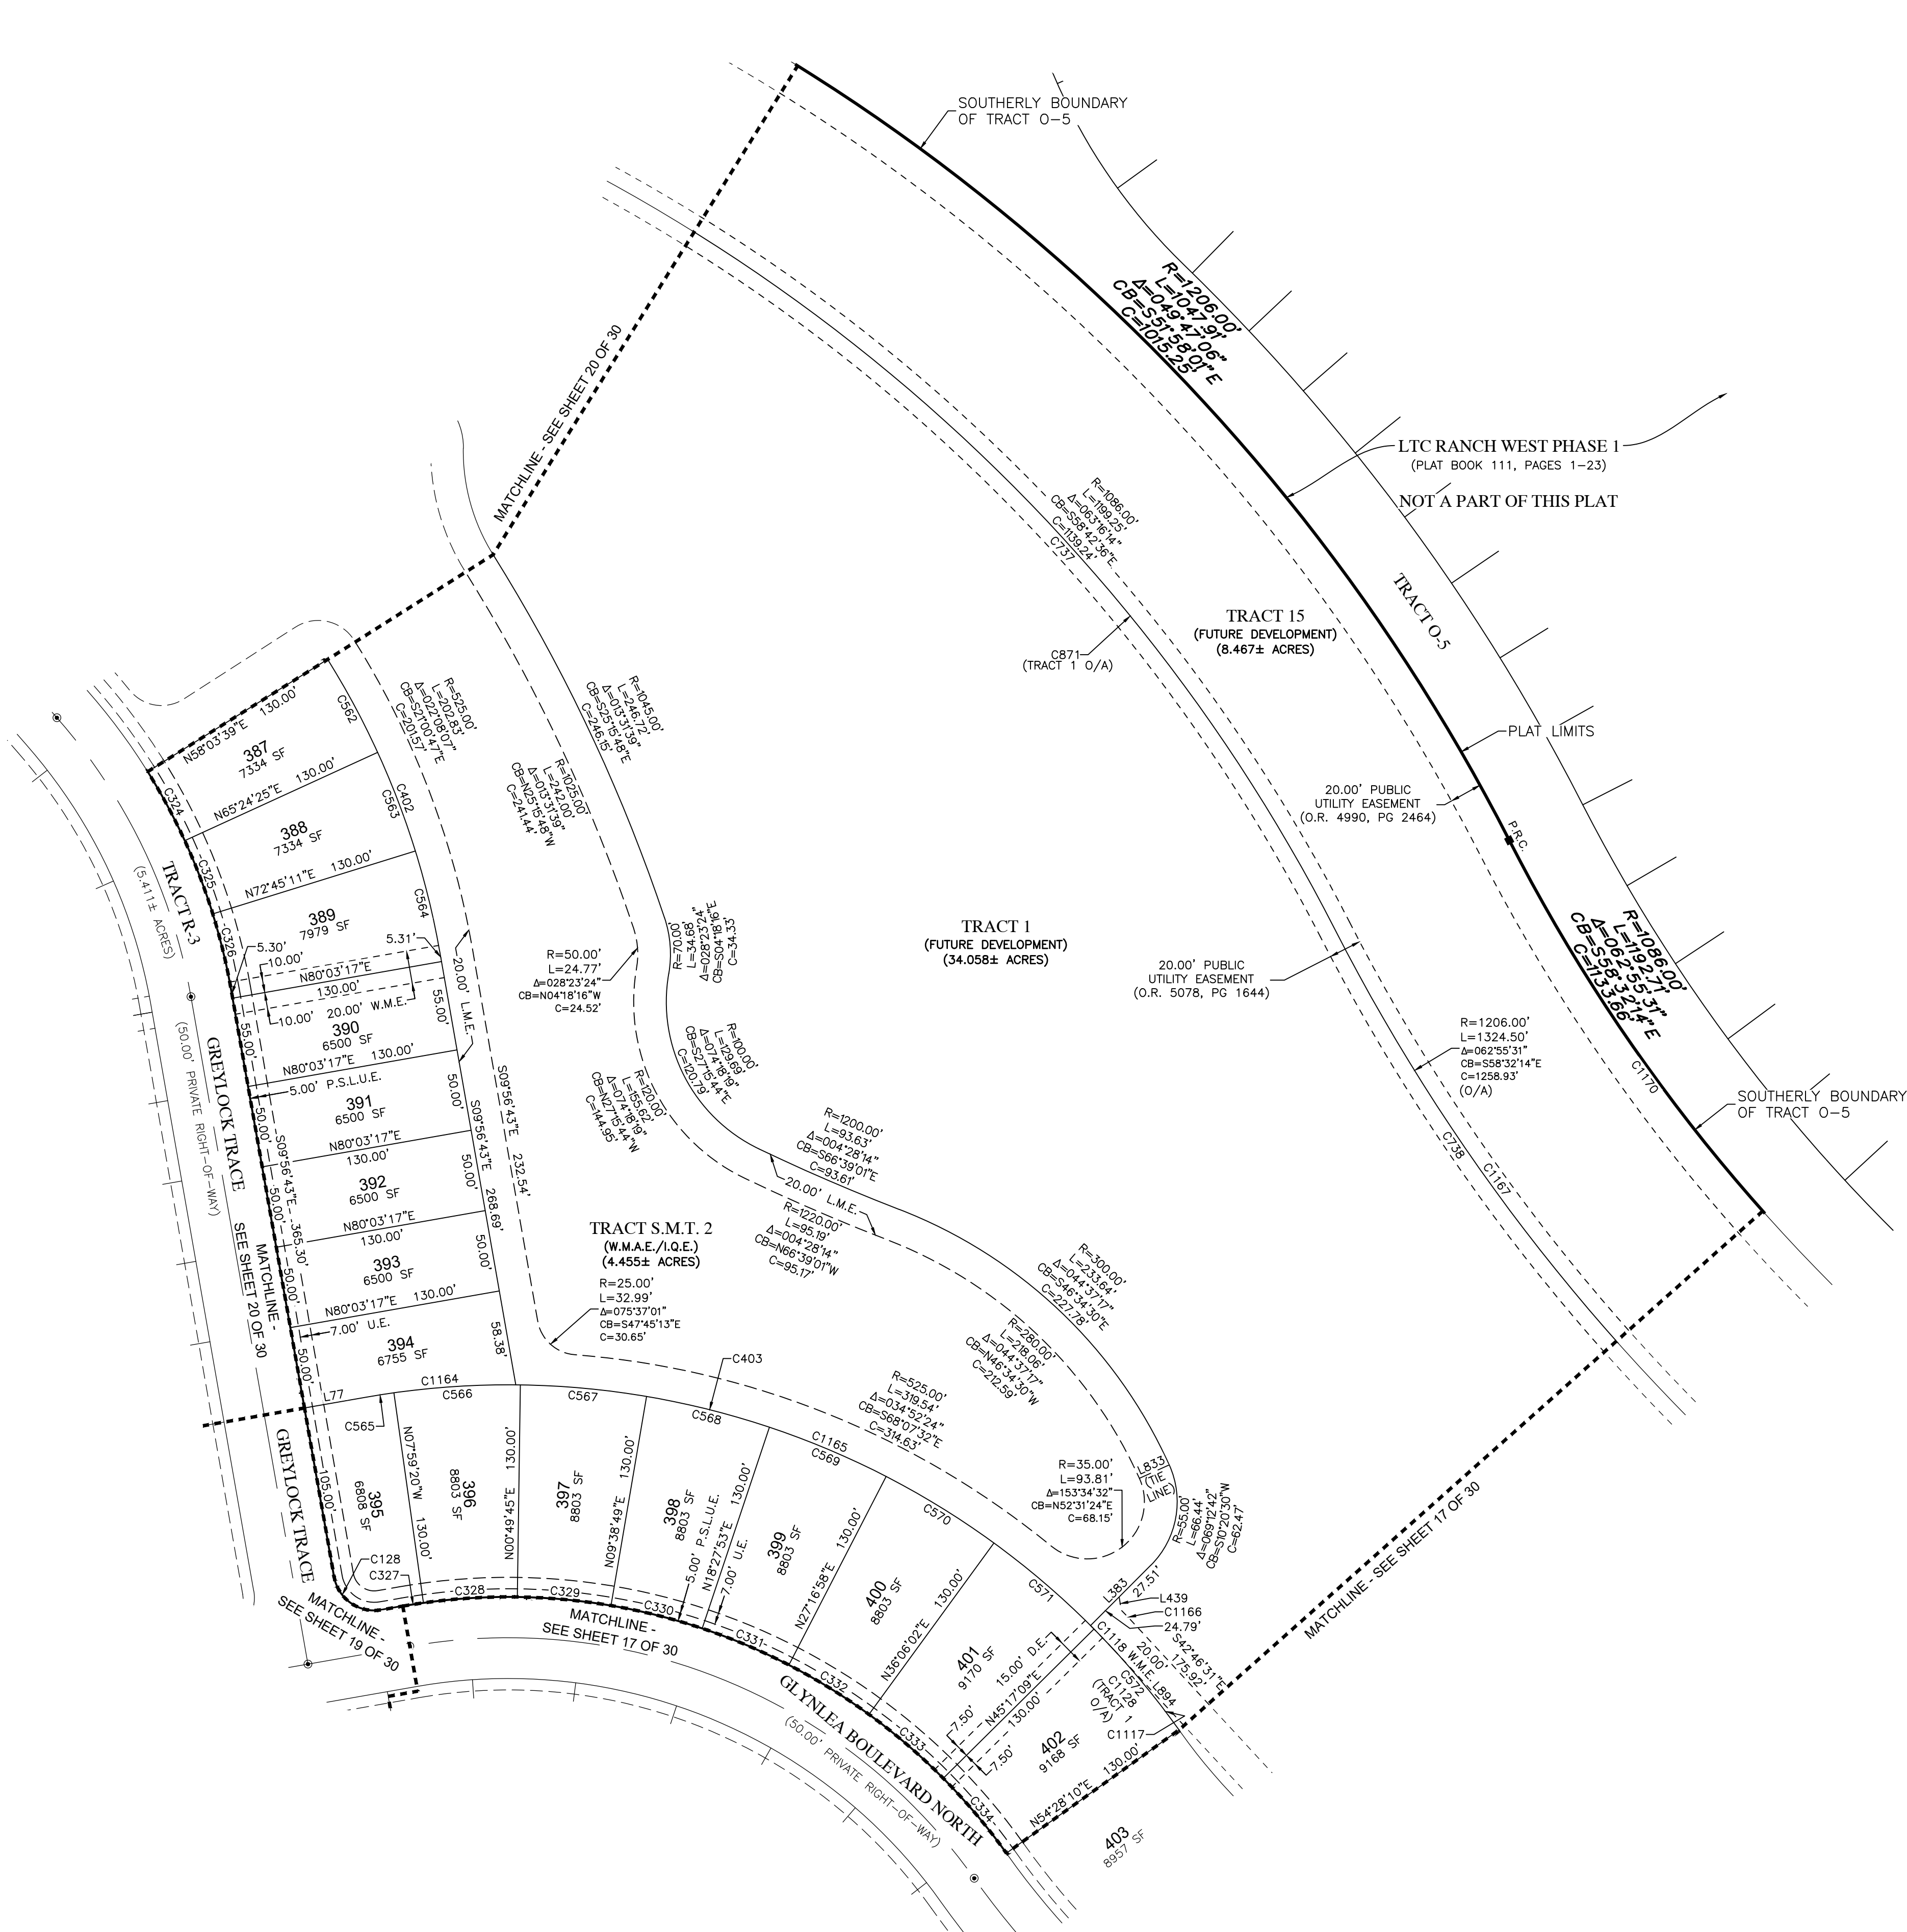 SOUTHERLY BOUNDARY
OF TRACT O-5
MATCHLINE - SEE SHEET 20 OF 30
R=1206.00'
L=1047.91'
Δ=049°47'06"
CB=S51°58'01"E
C=1015.25'
LTC RANCH WEST PHASE 1
(PLAT BOOK 111, PAGES 1-23)
NOT A PART OF THIS PLAT
R=1086.00'
L=1199.25'
Δ=063°16'14"
CB=S58°42'36"E
C=1139.24'
C737
TRACT O-5
TRACT 15
(FUTURE DEVELOPMENT)
(8.467± ACRES)
C871
(TRACT 1 O/A)
PLAT LIMITS
20.00' PUBLIC
UTILITY EASEMENT
(O.R. 4990, PG 2464)
P.R.C.
R=1086.00'
L=1192.71'
Δ=062°55'31"
CB=S58°32'14"E
C=1133.66'
C1170
SOUTHERLY BOUNDARY
OF TRACT O-5
TRACT 1
(FUTURE DEVELOPMENT)
(34.058± ACRES)
20.00' PUBLIC
UTILITY EASEMENT
(O.R. 5078, PG 1644)
R=1206.00'
L=1324.50'
Δ=062°55'31"
CB=S58°32'14"E
C=1258.93'
(O/A)
C738
C1167
R=525.00'
L=202.83'
Δ=022°08'07"
CB=S21°00'47"E
C=201.57'
R=1045.00'
L=246.72'
Δ=013°31'39"
CB=S25°15'48"E
C=246.15'
R=1025.00'
L=242.00'
Δ=013°31'39"
CB=N25°15'48"W
C=241.44'
N58°03'39"E 130.00'
387
7334 SF
C562
C324
N65°24'25"E 130.00'
388
7334 SF
C402
C563
C325
N72°45'11"E 130.00'
389
7979 SF
C564
C326
5.30'
5.31'
10.00'
N80°03'17"E
130.00'
10.00' 20.00' W.M.E.
20.00' L.M.E.
390
6500 SF
55.00'
55.00'
N80°03'17"E 130.00'
5.00' P.S.L.U.E.
391
6500 SF
50.00'
50.00'
N80°03'17"E
130.00'
S09°56'43"E 365.30'
S09°56'43"E 268.69'
S09°56'43"E 232.54'
392
6500 SF
50.00'
50.00'
N80°03'17"E
130.00'
393
6500 SF
50.00'
50.00'
N80°03'17"E 130.00'
7.00' U.E.
394
6755 SF
50.00'
58.38'
TRACT R-3
(5.411± ACRES)
GREYLOCK TRACE
(50.00' PRIVATE RIGHT-OF-WAY)
MATCHLINE -
SEE SHEET 20 OF 30
GREYLOCK TRACE
R=50.00'
L=24.77'
Δ=028°23'24"
CB=N04°18'16"W
C=24.52'
R=70.00'
L=34.68'
Δ=028°23'24"
CB=S04°18'16"E
C=34.33'
R=100.00'
L=129.69'
Δ=074°18'19"
CB=S27°15'44"E
C=120.79'
R=120.00'
L=155.62'
Δ=074°18'19"
CB=N27°15'44"W
C=144.95'
R=1200.00'
L=93.63'
Δ=004°28'14"
CB=S66°39'01"E
C=93.61'
20.00' L.M.E.
R=1220.00'
L=95.19'
Δ=004°28'14"
CB=N66°39'01"W
C=95.17'
TRACT S.M.T. 2
(W.M.A.E./I.Q.E.)
(4.455± ACRES)
R=25.00'
L=32.99'
Δ=075°37'01"
CB=S47°45'13"E
C=30.65'
R=300.00'
L=233.64'
Δ=044°37'17"
CB=S46°34'30"E
C=227.78'
R=280.00'
L=218.06'
Δ=044°37'17"
CB=N46°34'30"W
C=212.59'
R=525.00'
L=319.54'
Δ=034°52'24"
CB=S68°07'32"E
C=314.63'
R=35.00'
L=93.81'
Δ=153°34'32"
CB=N52°31'24"E
C=68.15'
L833
(TIE
LINE)
R=55.00'
L=66.44'
Δ=069°12'42"
CB=S10°20'30"W
C=62.47'
MATCHLINE - SEE SHEET 17 OF 30
C403
L77
C1164
C566
C565
C567
C568
C1165
C569
C570
C571
105.00'
395
6808 SF
N07°59'20"W 130.00'
396
8803 SF
N00°49'45"E 130.00'
397
8803 SF
N09°38'49"E 130.00'
398
8803 SF
5.00' P.S.L.U.E.
N18°27'53"E 130.00'
7.00' U.E.
399
8803 SF
N27°16'58"E 130.00'
400
8803 SF
N36°06'02"E 130.00'
401
9170 SF
15.00' D.E.
N45°17'09"E
130.00'
7.50'
7.50'
402
9168 SF
N54°28'10"E 130.00'
403
8957 SF
L383
27.51'
L439
C1166
24.79'
S42°46'31"E
175.92'
20.00'
W.M.E.
C1118
C572
C1128
(TRACT 1
O/A)
L894
C1117
C128
C327
C328
C329
C330
C331
C332
C333
C334
MATCHLINE -
SEE SHEET 19 OF 30
MATCHLINE -
SEE SHEET 17 OF 30
GLYNLEA BOULEVARD NORTH
(50.00' PRIVATE RIGHT-OF-WAY)